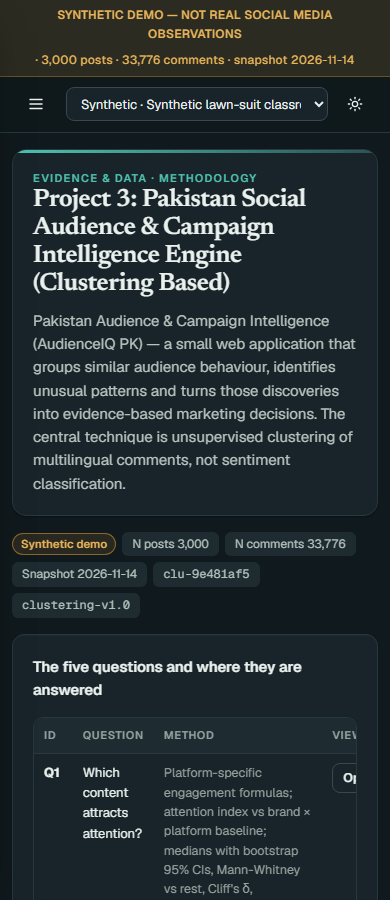 SYNTHETIC DEMO — NOT REAL SOCIAL MEDIA
OBSERVATIONS
· 3,000 posts · 33,776 comments · snapshot 2026-11-14
Synthetic · Synthetic lawn-suit classr
EVIDENCE & DATA · METHODOLOGY
Project 3: Pakistan Social
Audience & Campaign
Intelligence Engine
(Clustering Based)
Pakistan Audience & Campaign Intelligence
(AudienceIQ PK) — a small web application that
groups similar audience behaviour, identifies
unusual patterns and turns those discoveries
into evidence-based marketing decisions. The
central technique is unsupervised clustering of
multilingual comments, not sentiment
classification.
Synthetic demo N posts 3,000 N comments 33,776
Snapshot 2026-11-14 clu-9e481af5
clustering-v1.0
The five questions and where they are
answered
ID QUESTION METHOD VIEW
Q1 Which content attracts attention? Platform-specific
engagement formulas;
attention index vs brand ×
platform baseline;
medians with bootstrap
95% CIs, Mann-Whitney
vs rest, Cliff's δ,
Op